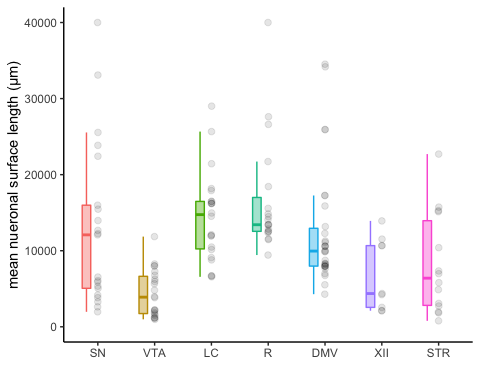 mean nueronal surface length (μm)
40000
30000
20000
10000
0
SN VTA LC R DMV XII STR